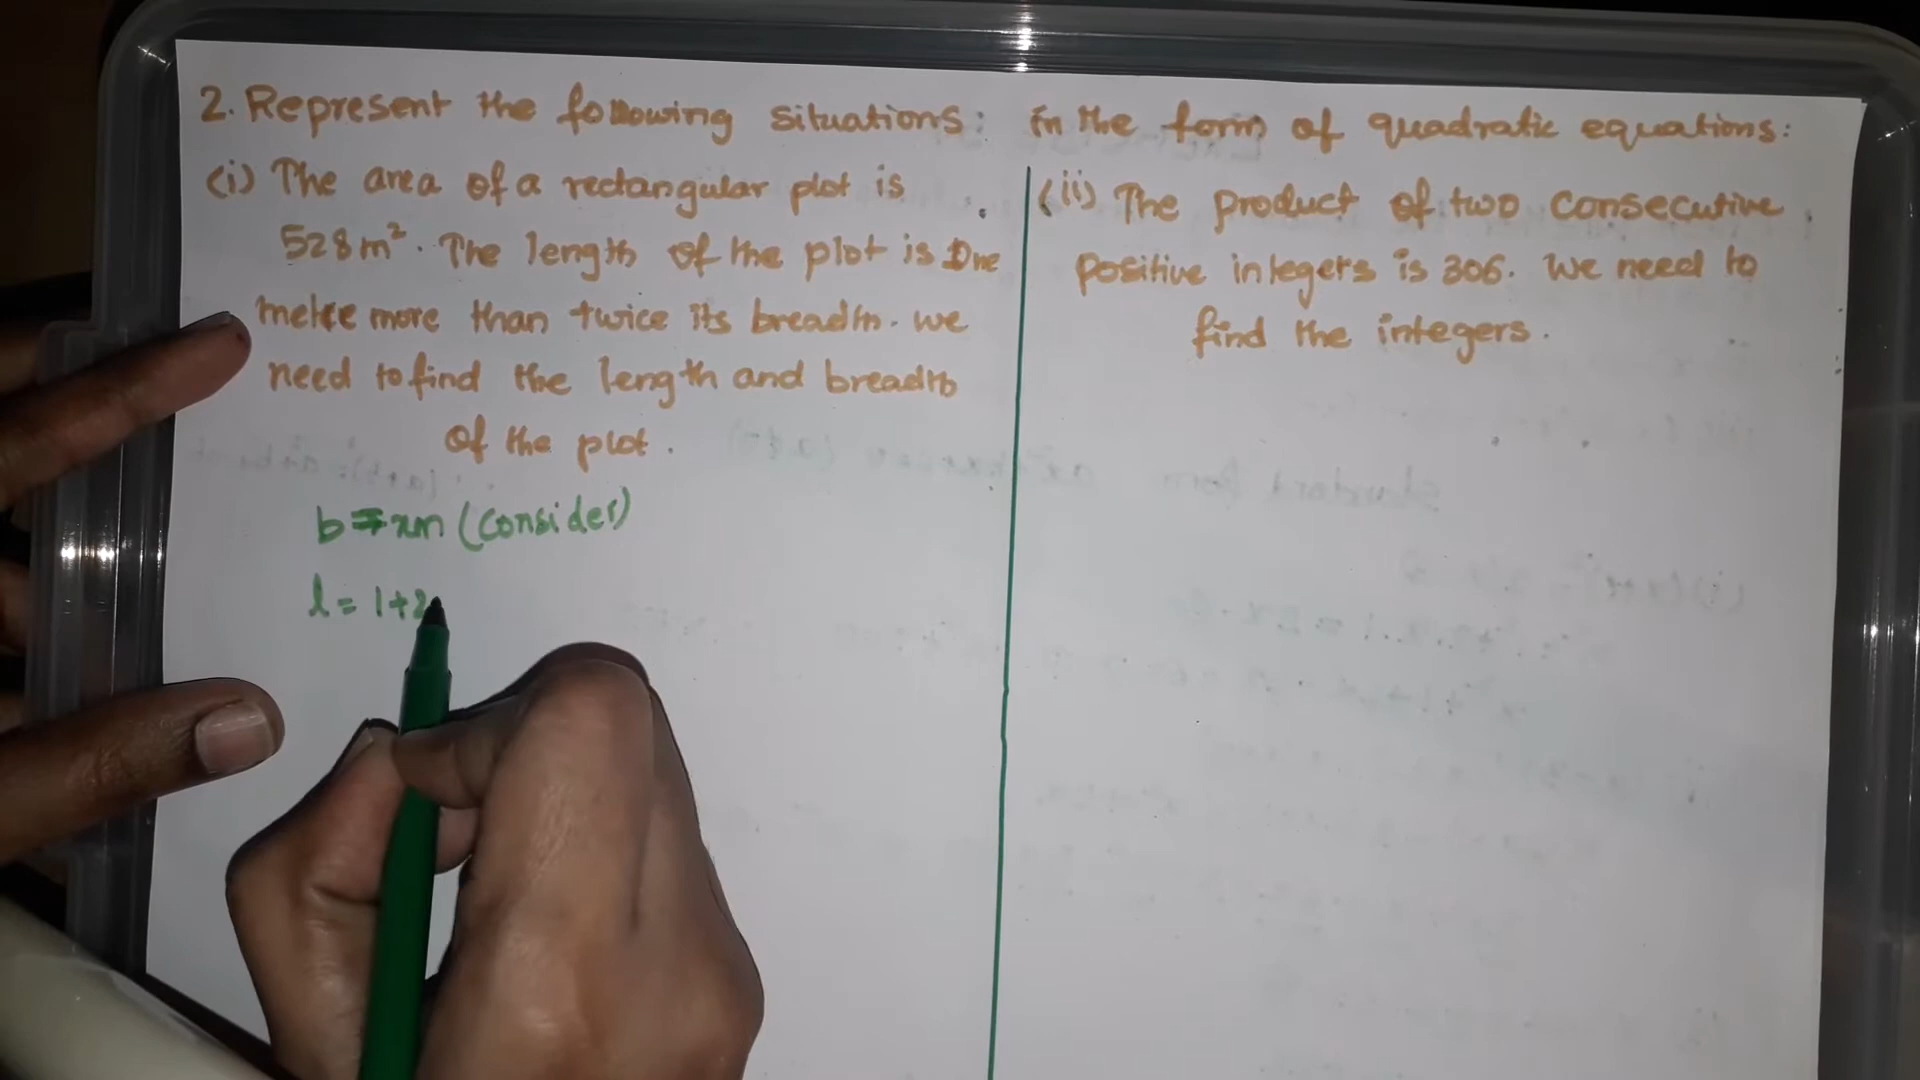 2. Represent the following situations: in the form of quadratic equations:
(i) The area of a rectangular plot is
528m². The length of the plot is One
metre more than twice its breadth. we
need to find the length and breadth
of the plot.
b = xm (consider)
l = 1+2
(ii) The product of two consecutive
positive integers is 306. We need to
find the integers.